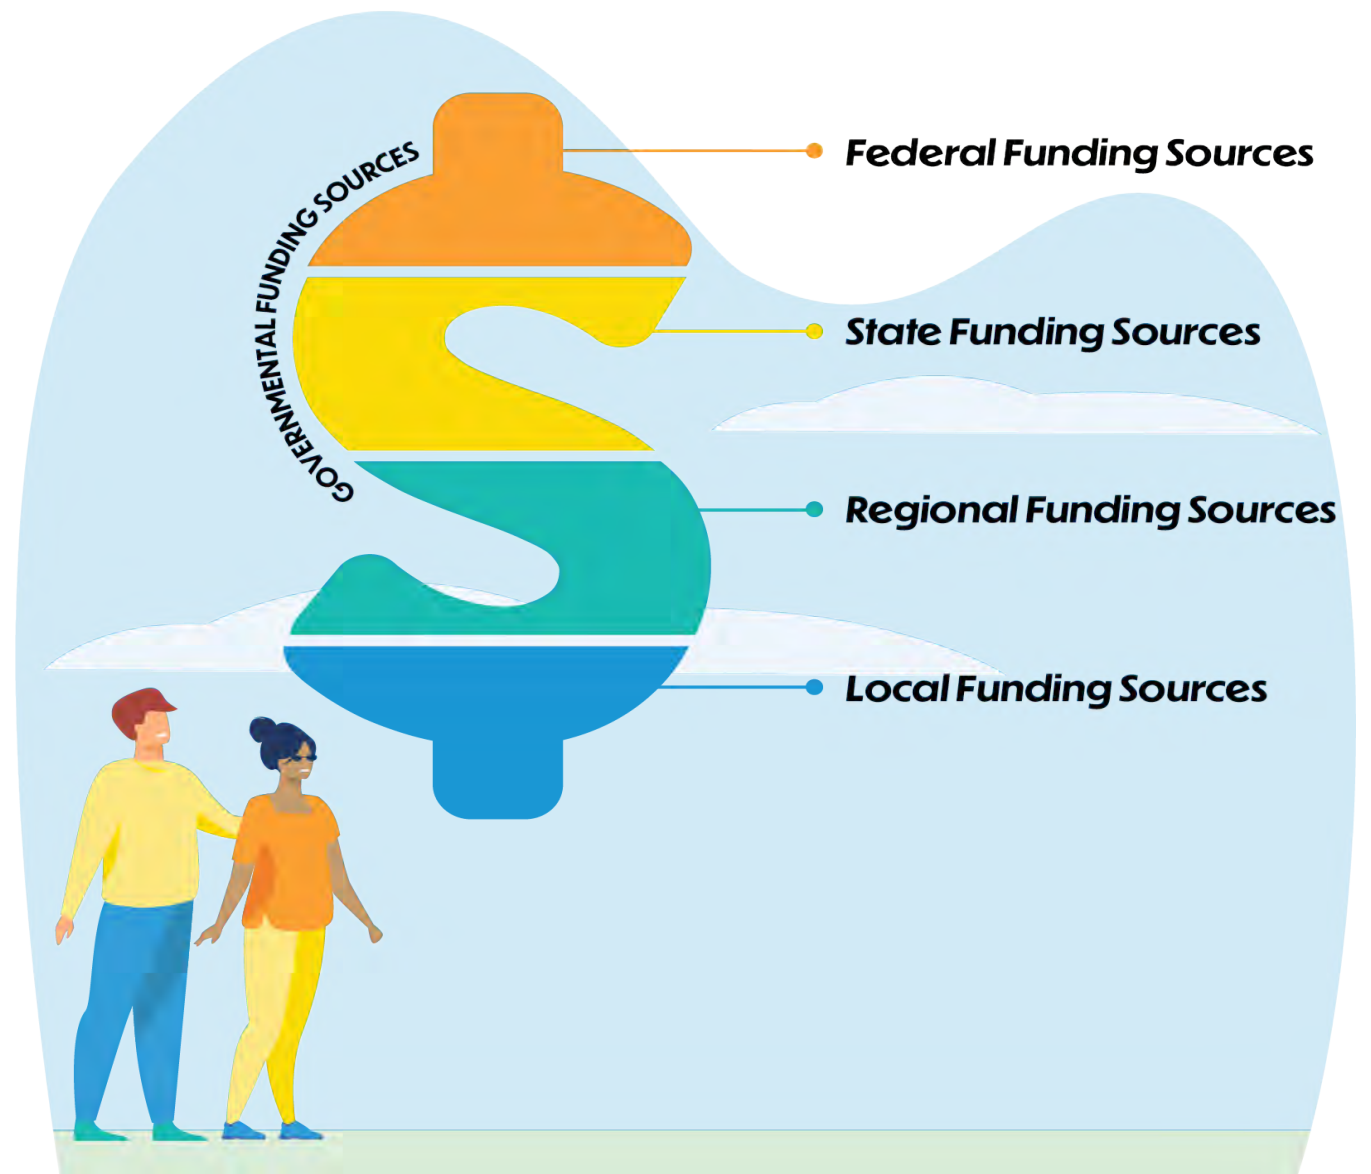 GOVERNMENTAL FUNDING SOURCES
Federal Funding Sources
State Funding Sources
Regional Funding Sources
Local Funding Sources